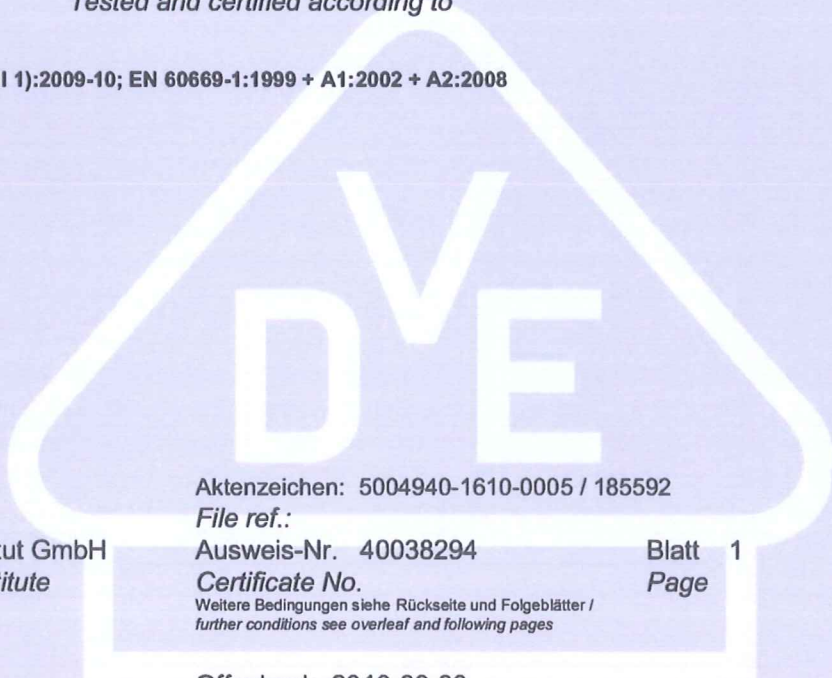 Tested and certified according to
1):2009-10; EN 60669-1:1999 + A1:2002 + A2:2008
V
D E
Aktenzeichen: 5004940-1610-0005 / 185592
File ref.:
GmbH Ausweis-Nr. 40038294 Blatt 1
Certificate No. Page
Weitere Bedingungen siehe Rückseite und Folgeblätter /
further conditions see overleaf and following pages